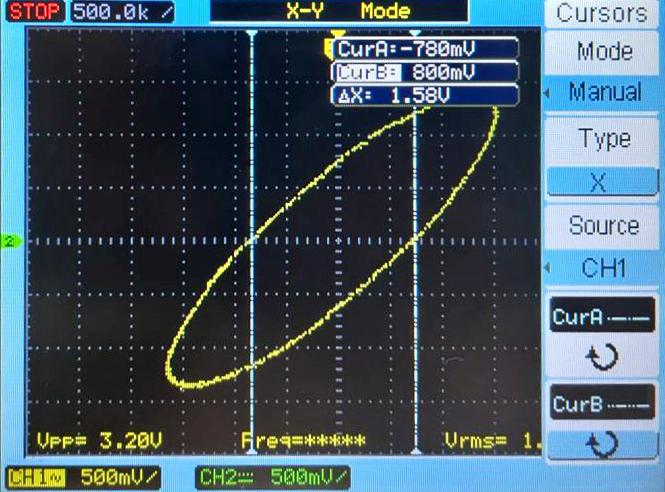 STOP 500.0k / X-Y Mode Cursors
CurA:-780mV
CurB: 800mV
ΔX: 1.58V
Mode
Manual
Type
X
Source
CH1
CurA
CurB
2
Vpp= 3.20V Freq=***** Vrms= 1.
CH1~ 500mV/ CH2⎓ 500mV/